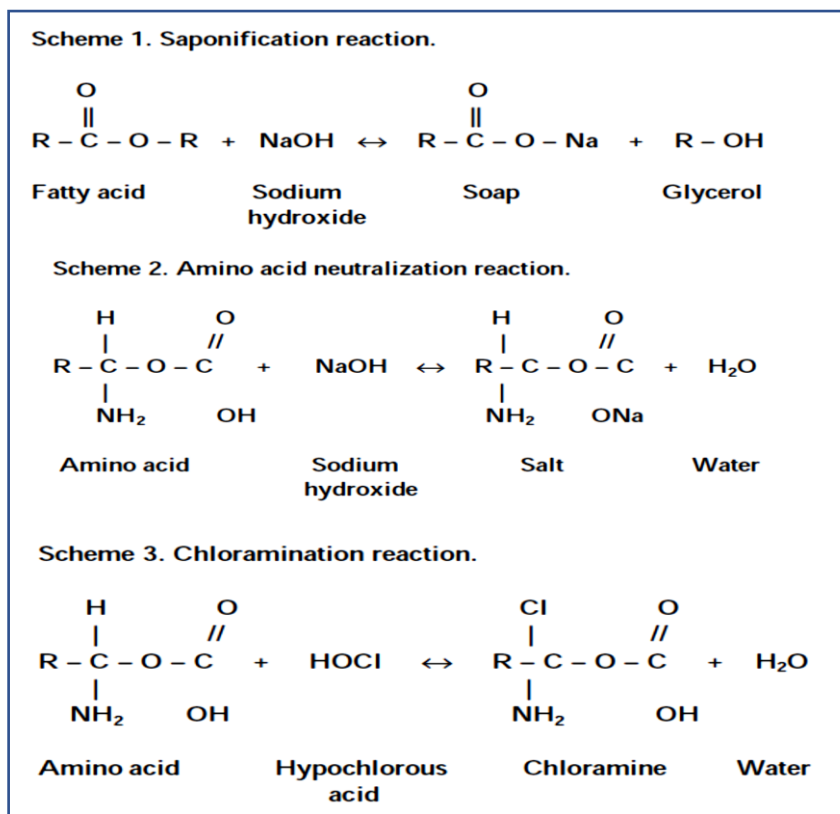 Scheme 1. Saponification reaction.
O O
|| ||
R – C – O – R + NaOH ↔ R – C – O – Na + R – OH
Fatty acid Sodium Soap Glycerol
hydroxide
Scheme 2. Amino acid neutralization reaction.
H O H O
| // | //
R – C – O – C + NaOH ↔ R – C – O – C + H₂O
| |
NH₂ OH NH₂ ONa
Amino acid Sodium Salt Water
hydroxide
Scheme 3. Chloramination reaction.
H O Cl O
| // | //
R – C – O – C + HOCl ↔ R – C – O – C + H₂O
| |
NH₂ OH NH₂ OH
Amino acid Hypochlorous Chloramine Water
acid